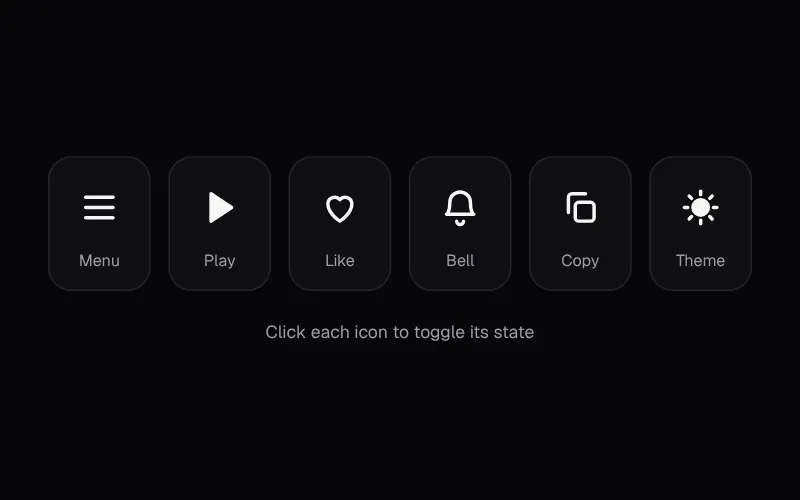 Menu
Play
Like
Bell
Copy
Theme
Click each icon to toggle its state